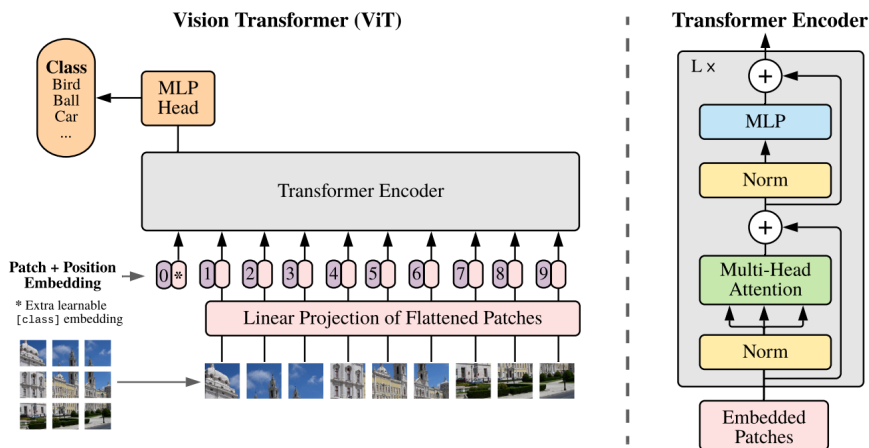 Vision Transformer (ViT)
Class
Bird
Ball
Car
...
MLP
Head
Transformer Encoder
Patch + Position
Embedding
0 * 1 2 3 4 5 6 7 8 9
* Extra learnable
[class] embedding
Linear Projection of Flattened Patches
Transformer Encoder
L ×
+
MLP
Norm
+
Multi-Head
Attention
Norm
Embedded
Patches